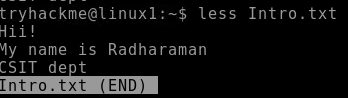 tryhackme@linux1:~$ less Intro.txt
Hii!
My name is Radharaman
CSIT dept
Intro.txt (END)